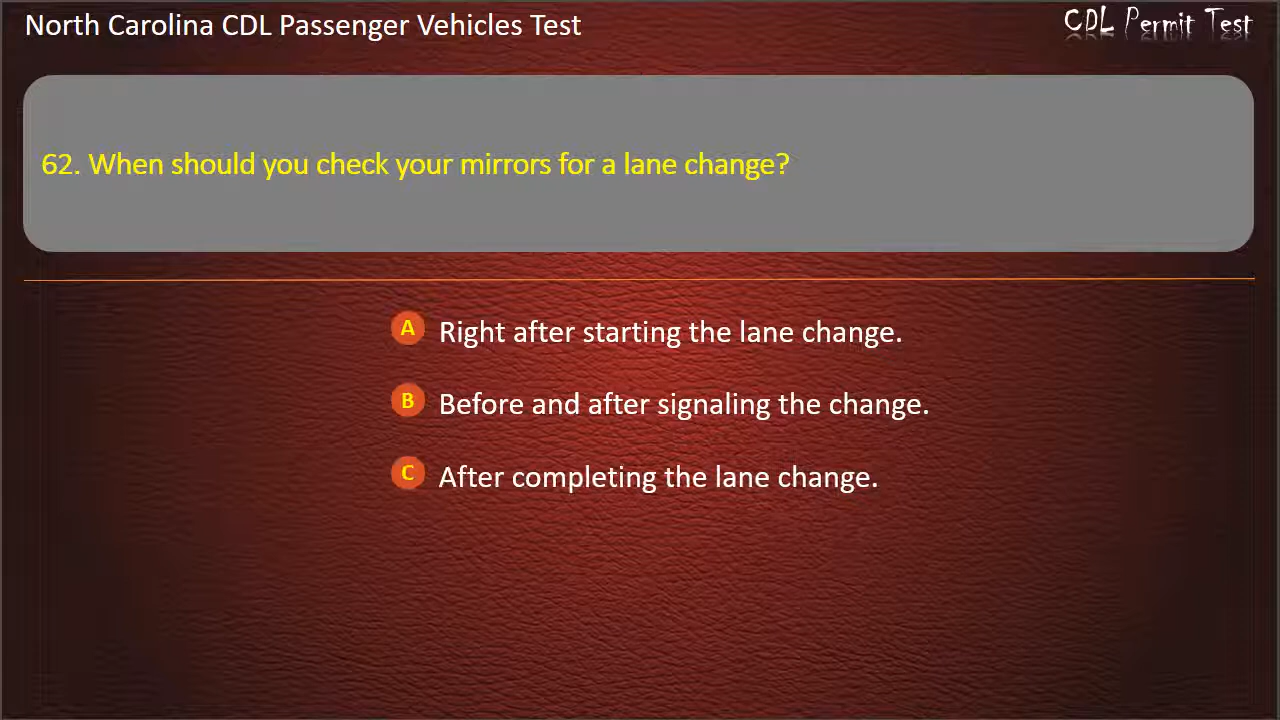 North Carolina CDL Passenger Vehicles Test
CDL Permit Test
62. When should you check your mirrors for a lane change?
A Right after starting the lane change.
B Before and after signaling the change.
C After completing the lane change.